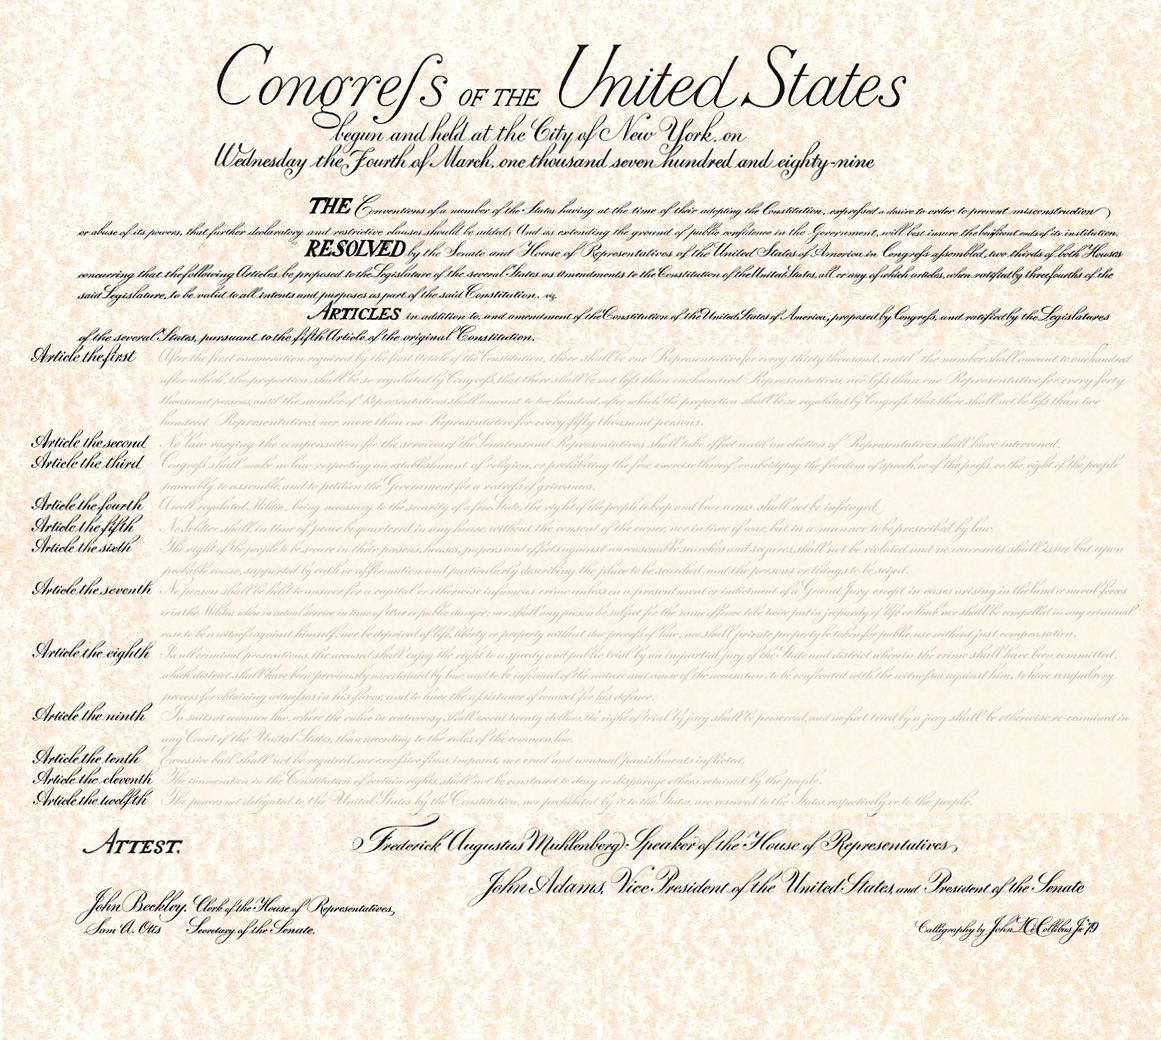 Congreſs OF THE United States
begun and held at the City of New York, on
Wednesday the Fourth of March, one thousand seven hundred and eighty-nine
THE Conventions of a number of the States having at the time of their adopting the Constitution, expreſsed a desire to order to prevent misconstruction
or abuse of its powers, that further declaratory and restrictive clauses should be added; And as extending the ground of public confidence in the Government, will best insure the beneficent ends of its institution.
RESOLVED by the Senate and House of Representatives of the United States of America in Congreſs aſsembled, two thirds of both Houses
concurring that the following Articles, be proposed to the Legislature of the several States as amendments to the Constitution of the United States, all or any of which articles, when ratified by three fourths of the
said Legislature, to be valid to all intents and purposes as part of the said Constitution. viz.
ARTICLES in addition to, and amendment of the Constitution of the United States of America, proposed by Congreſs, and ratified by the Legislatures
of the several States, pursuant to the fifth Article of the original Constitution.
Article the first After the first required by the first Article of the Constitution there shall be one Representative for every thirty thousand, until the number shall amount to one hundred
after which, the proportion shall be so regulated by Congreſs, that there shall be not leſs than one hundred Representatives, nor leſs than one Representative for every forty
thousand persons, until the number of Representatives shall amount to two hundred, after which the proportion shall be so regulated by Congreſs, that there shall not be leſs than two
hundred Representatives, nor more than one Representative for every fifty thousand persons.
Article the second No law varying the compensation for the services of the Senators and Representatives shall take effect, until an election of Representatives shall have intervened.
Article the third Congreſs shall make no law respecting an establishment of religion, or prohibiting the free exercise thereof, or abridging the freedom of speech, or of the preſs, or the right of the people
peaceably to assemble, and to petition the Government for a redreſs of grievances.
Article the fourth A well regulated Militia, being necessary to the security of a free State, the right of the people to keep and bear arms shall not be infringed.
Article the fifth No Soldier shall in time of peace be quartered in any house without the consent of the owner, nor in time of war, but in a manner to be prescribed by law.
Article the sixth The right of the people to be secure in their persons, houses, papers and effects against unreasonable searches and seizures, shall not be violated and no warrants shall issue but upon
probable cause, supported by oath or affirmation and particularly describing the place to be searched, and the persons or things to be seized.
Article the seventh No person shall be held to answer for a capital or otherwise infamous crime, unleſs on a presentment or indictment of a Grand Jury except in cases arising in the land or naval forces
or in the Militia when in actual service in time of War or public danger; nor shall any person be subject for the same offence to be twice put in jeopardy of life or limb nor shall be compelled in any criminal
case to be a witneſs against himself, nor be deprived of life, liberty or property without due proceſs of law; nor shall private property be taken for public use without just compensation.
Article the eighth In all criminal prosecutions, the accused shall enjoy the right to a speedy and public trial by an impartial jury of the State and district wherein the crime shall have been committed,
which district shall have been previously ascertained by law, and to be informed of the nature and cause of the accusation; to be confronted with the witneſses against him; to have compulsory
process for obtaining witneſses in his favor, and to have the aſsistance of counsel for his defence.
Article the ninth In suits at common law, where the value in controversy shall exceed twenty dollars, the right of trial by jury shall be preserved, and no fact tried by a jury shall be otherwise re-examined in
any Court of the United States, than according to the rules of the common law.
Article the tenth Exceſsive bail shall not be required, nor exceſsive fines imposed, nor cruel and unusual punishments inflicted.
Article the eleventh The enumeration in the Constitution of certain rights, shall not be construed to deny or disparage others retained by the people.
Article the twelfth The powers not delegated to the United States by the Constitution, nor prohibited by it to the States, are reserved to the States respectively or to the people.
ATTEST,
Frederick Augustus Muhlenberg Speaker of the House of Representatives,
John Adams, Vice President of the United States, and President of the Senate
John Beckley, Clerk of the House of Representatives,
Sam A. Otis Secretary of the Senate.
Calligraphy by John McCollibus Jr '79